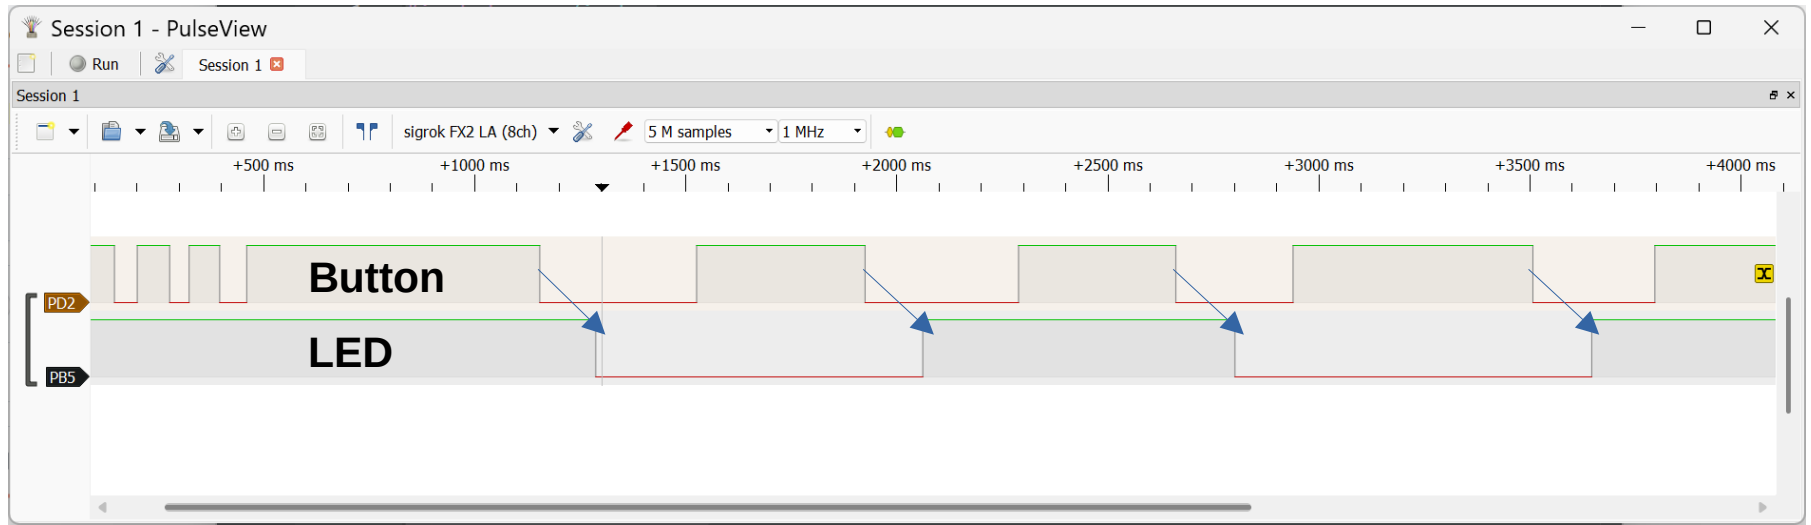 Session 1 - PulseView
Run
Session 1
Session 1
sigrok FX2 LA (8ch)
5 M samples
1 MHz
+500 ms +1000 ms +1500 ms +2000 ms +2500 ms +3000 ms +3500 ms +4000 ms
Button
PD2
LED
PB5